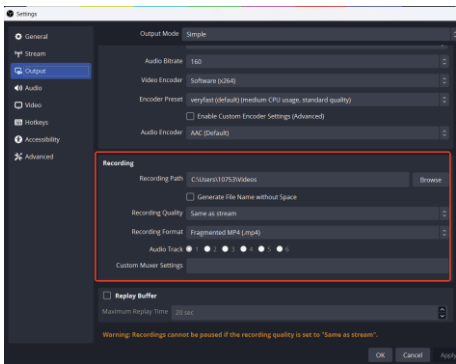 Settings
General
Stream
Output
Audio
Video
Hotkeys
Accessibility
Advanced
Output Mode Simple
Audio Bitrate 160
Video Encoder Software (x264)
Encoder Preset veryfast (default) (medium CPU usage, standard quality)
Enable Custom Encoder Settings (Advanced)
Audio Encoder AAC (Default)
Recording
Recording Path C:\Users\10753\Videos Browse
Generate File Name without Space
Recording Quality Same as stream
Recording Format Fragmented MP4 (.mp4)
Audio Track 1 2 3 4 5 6
Custom Muxer Settings
Replay Buffer
Maximum Replay Time 20 sec
Warning: Recordings cannot be paused if the recording quality is set to "Same as stream".
OK Cancel Apply